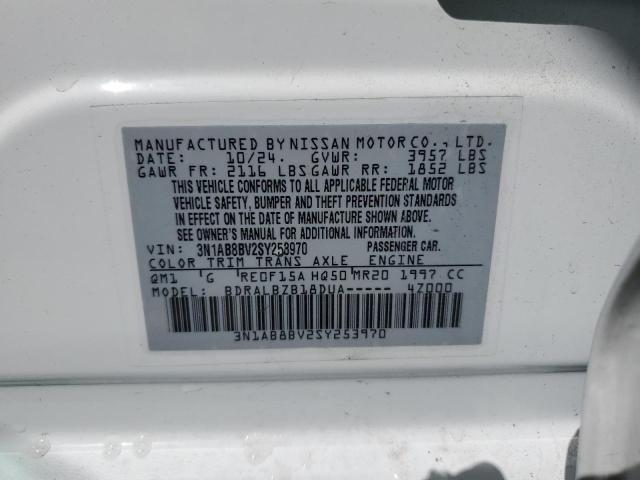 MANUFACTURED BY NISSAN MOTOR CO., LTD.
DATE: 10/24. GVWR: 3957 LBS
GAWR FR: 2116 LBS GAWR RR: 1852 LBS
THIS VEHICLE CONFORMS TO ALL APPLICABLE FEDERAL MOTOR
VEHICLE SAFETY, BUMPER AND THEFT PREVENTION STANDARDS
IN EFFECT ON THE DATE OF MANUFACTURE SHOWN ABOVE.
SEE OWNER'S MANUAL FOR ADDITIONAL INFORMATION.
VIN: 3N1AB8BV2SY253970 PASSENGER CAR.
COLOR TRIM TRANS AXLE ENGINE
QM1 G RE0F15A HQ50 MR20 1997 CC
MODEL: BDRALBZB18DUA----- 4Z000
3N1AB8BV2SY253970